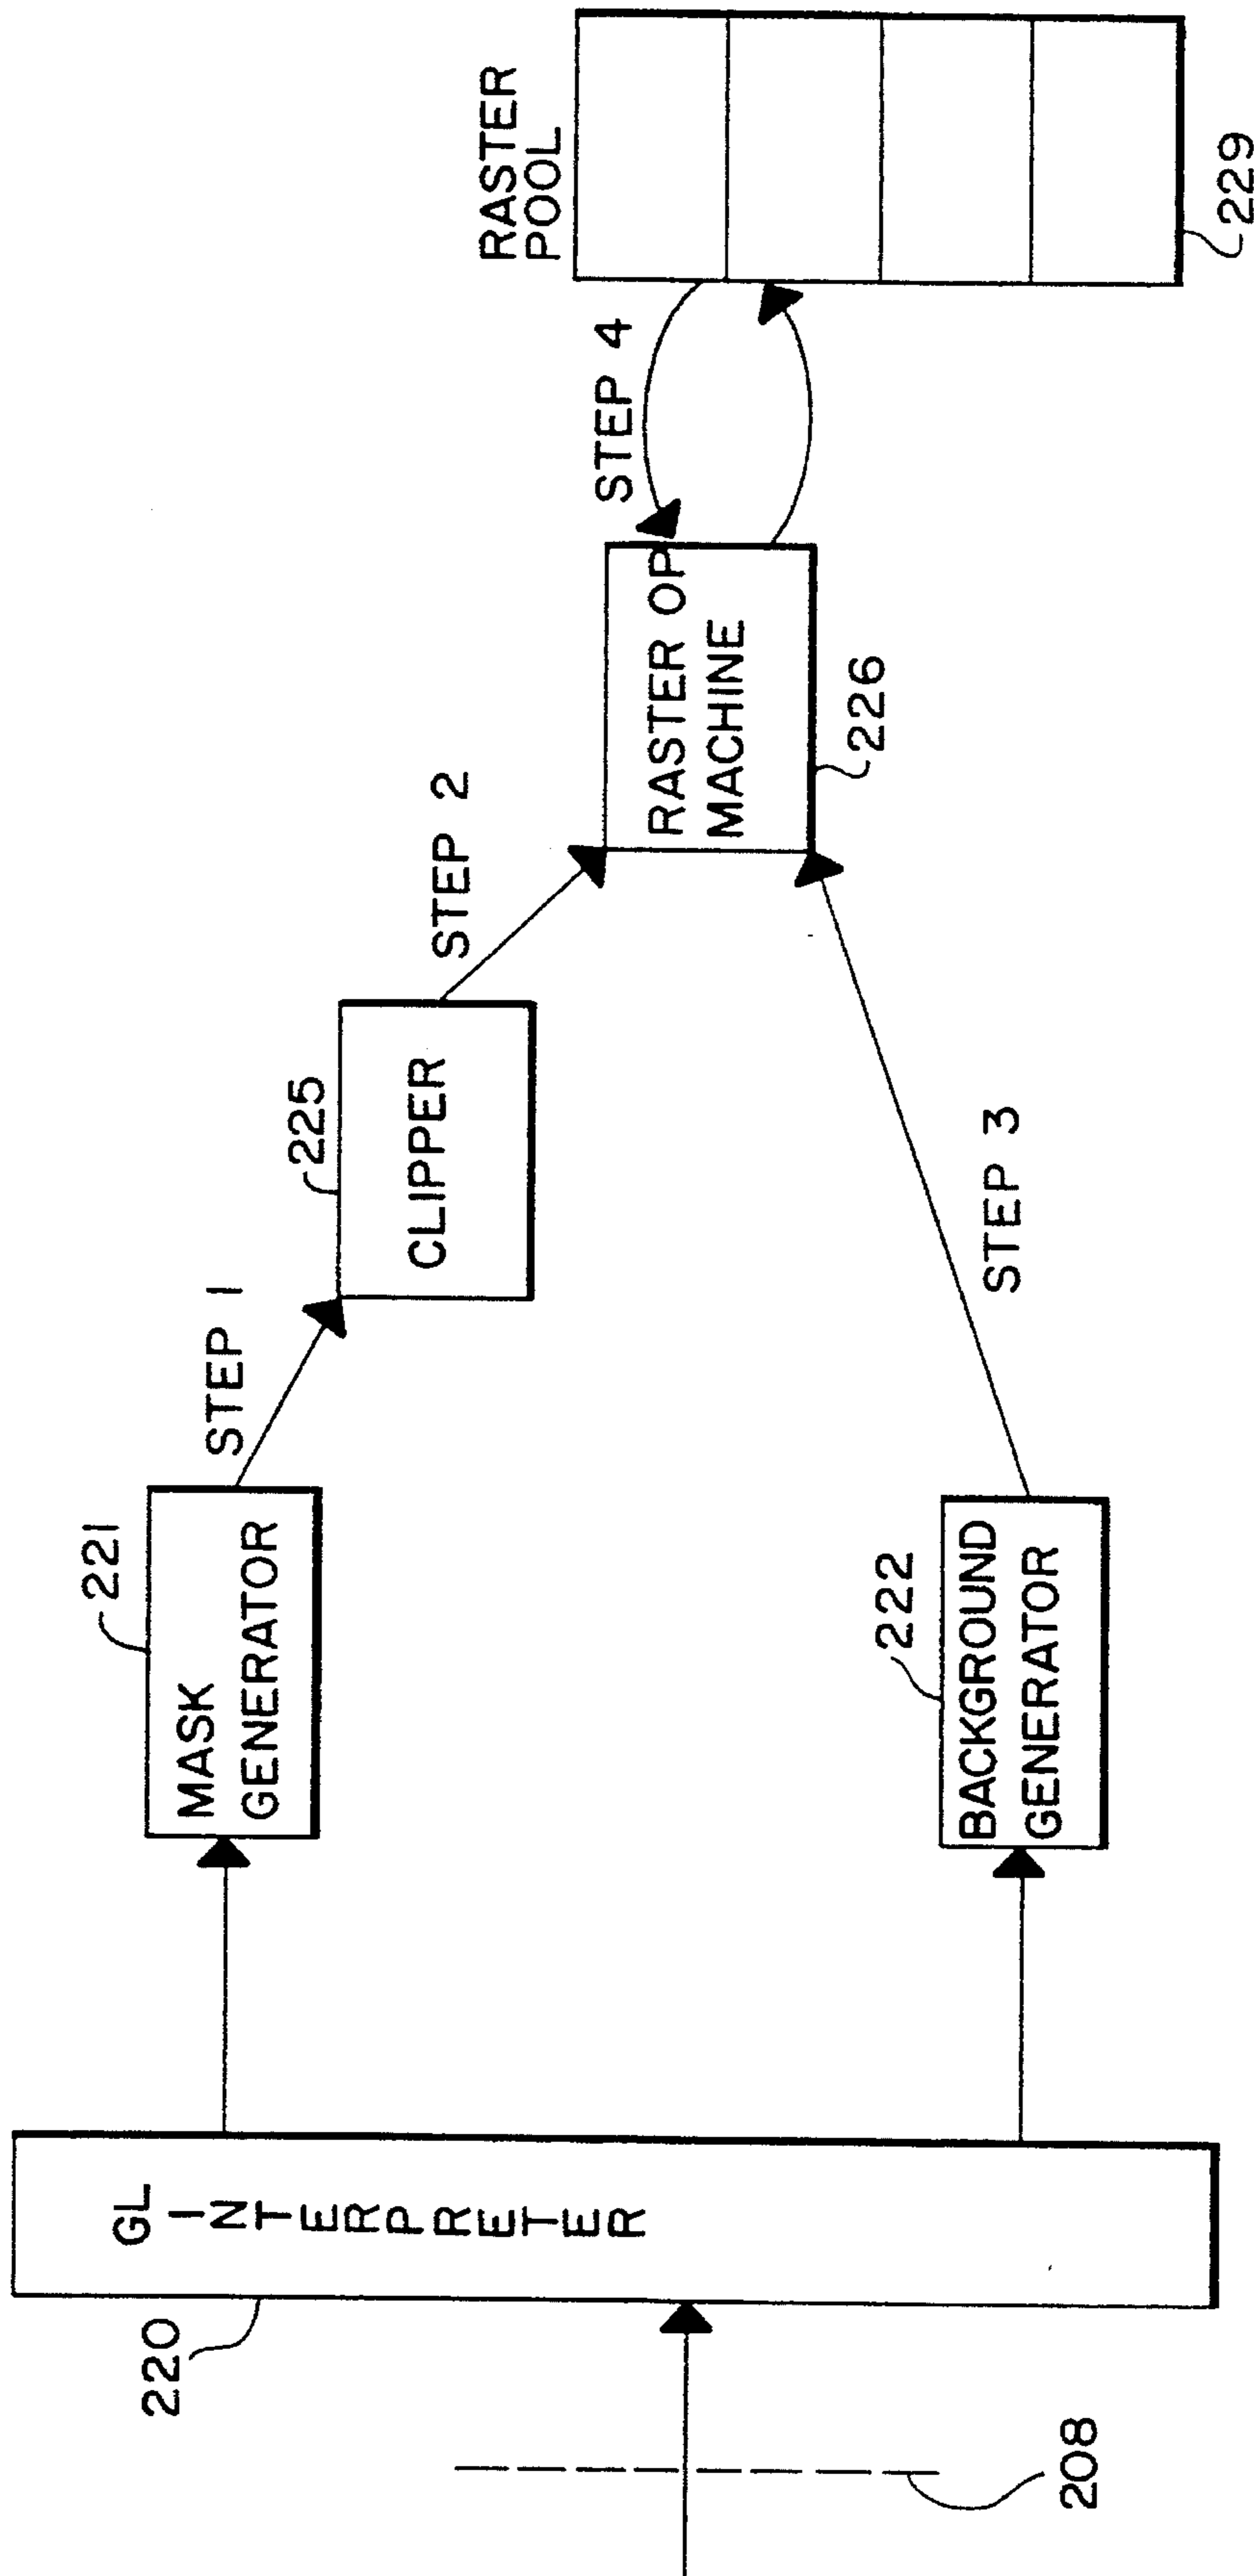 208
220
GL
INTERPRETER
221
MASK
GENERATOR
222
BACKGROUND
GENERATOR
STEP 1
225
CLIPPER
STEP 2
STEP 3
RASTER OP
MACHINE
226
STEP 4
RASTER
POOL
229